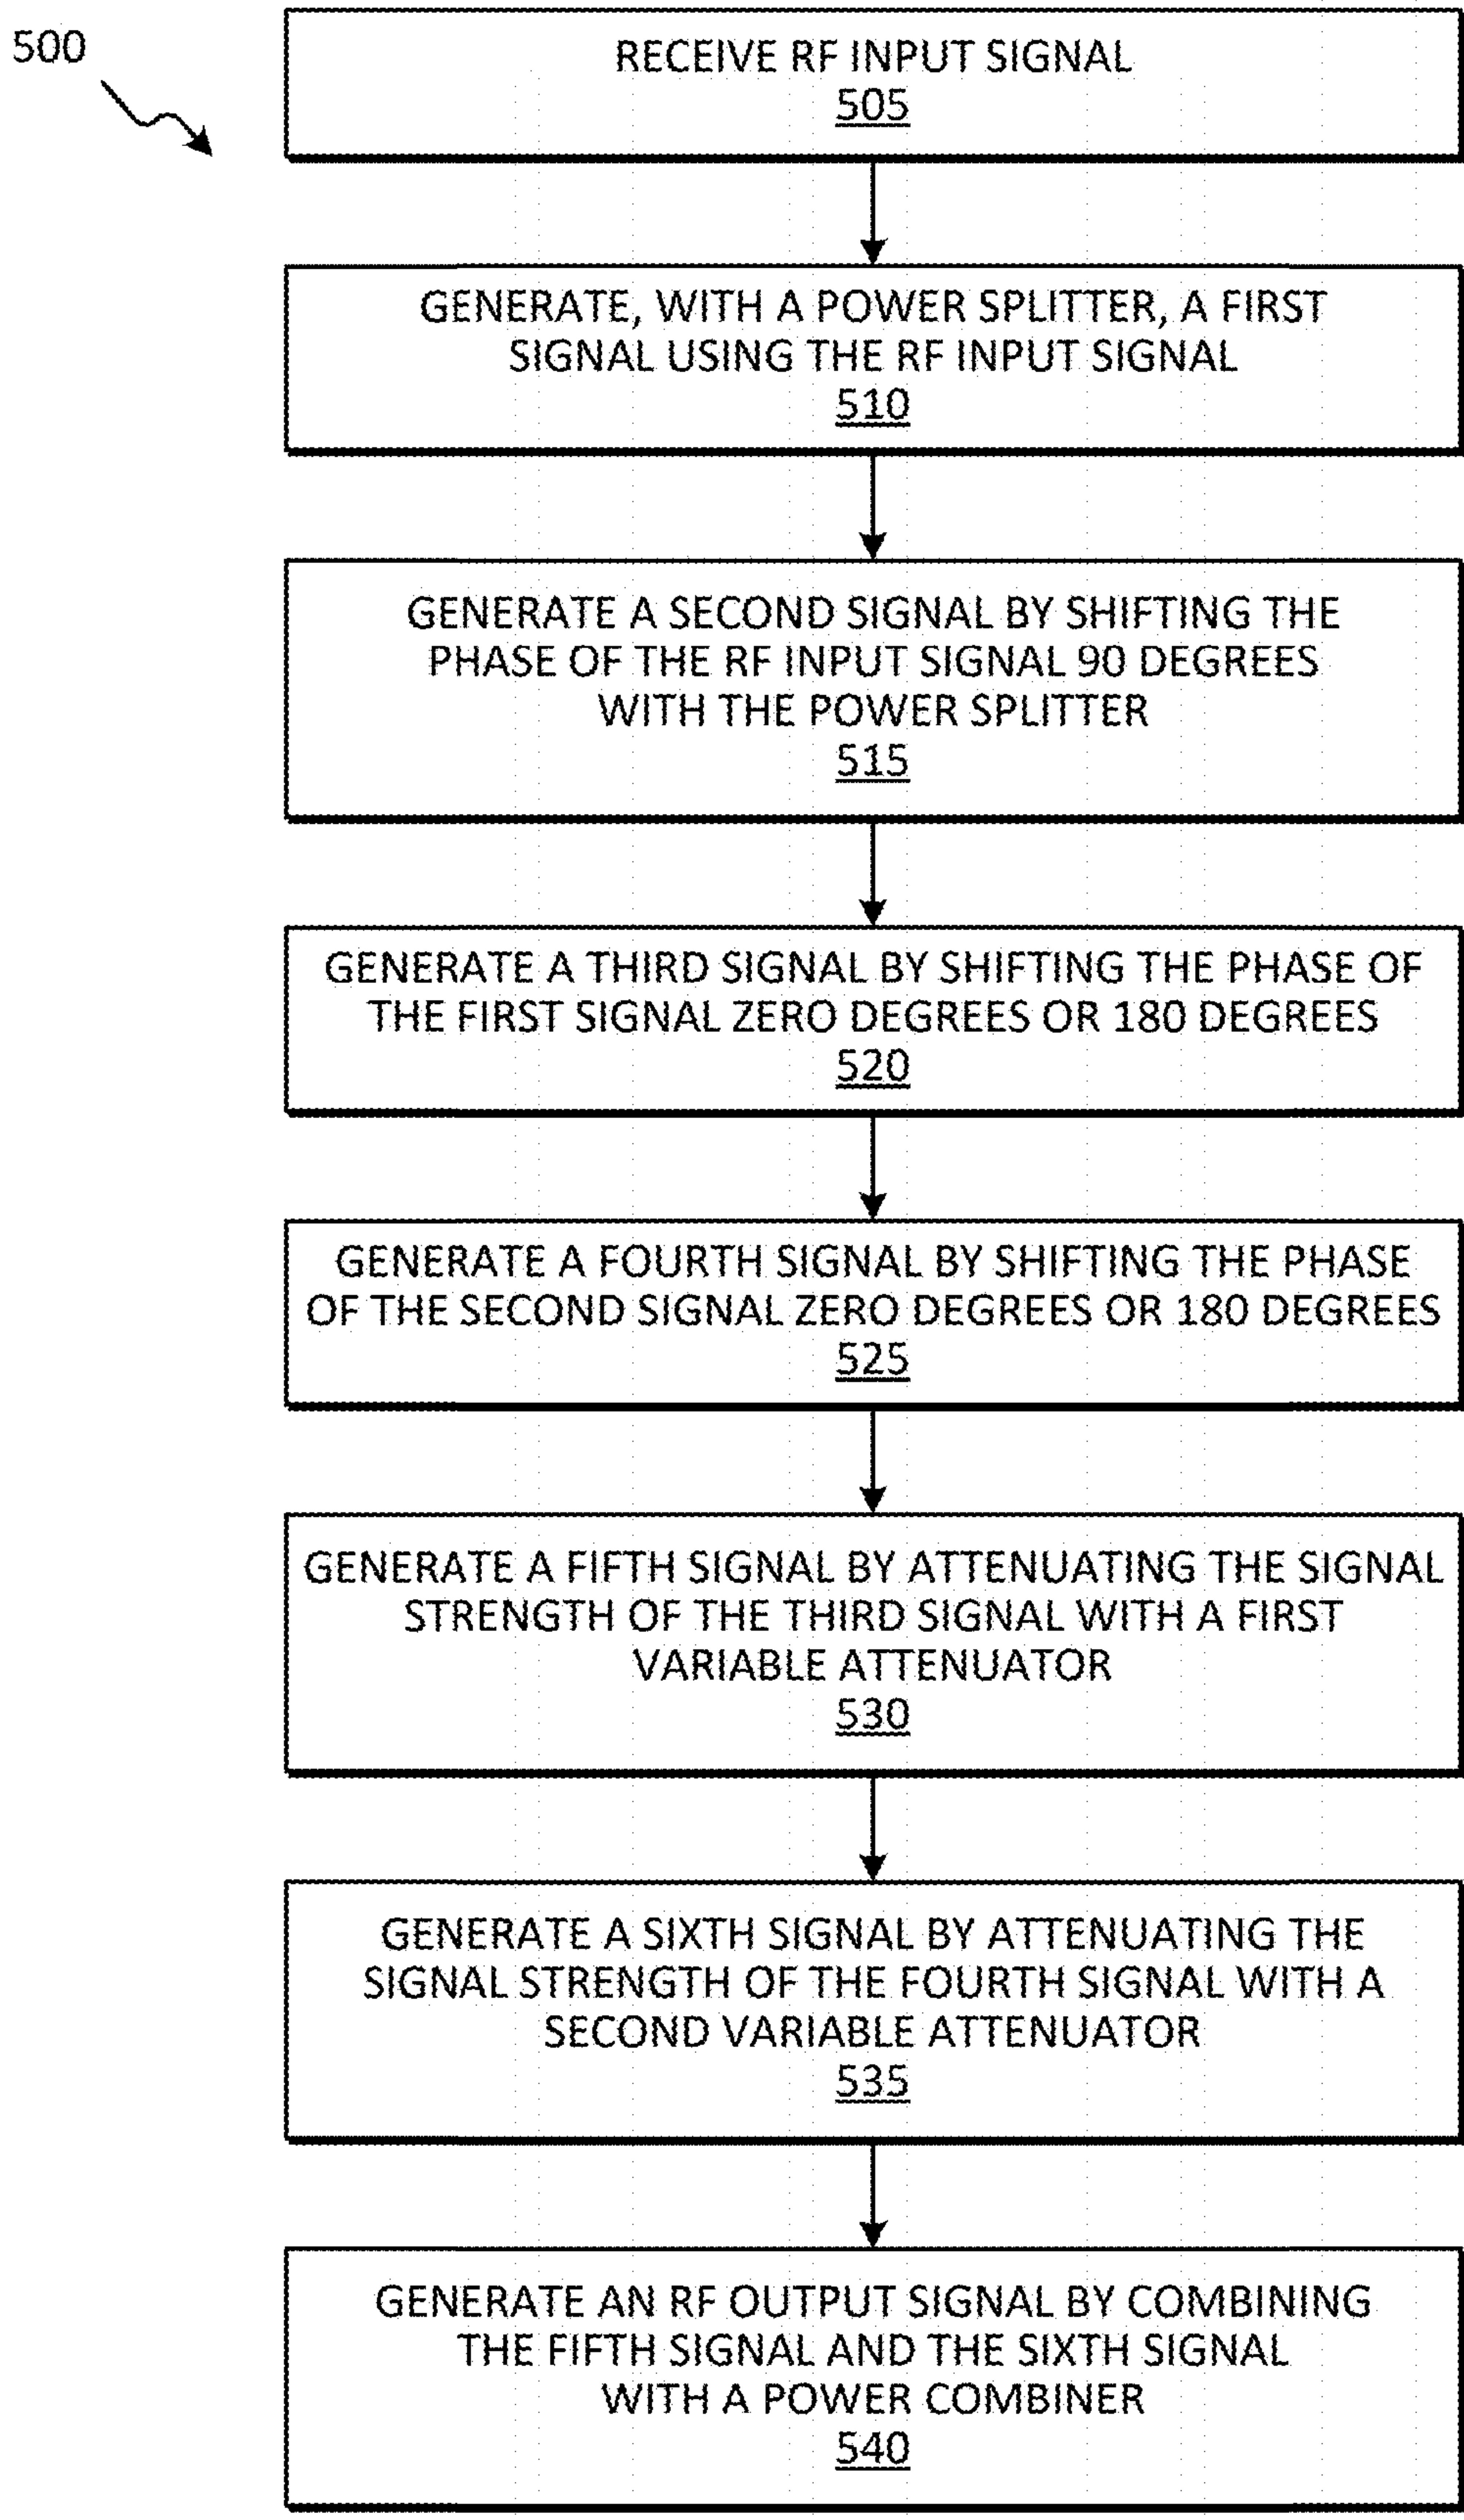 500
RECEIVE RF INPUT SIGNAL
505
GENERATE, WITH A POWER SPLITTER, A FIRST
SIGNAL USING THE RF INPUT SIGNAL
510
GENERATE A SECOND SIGNAL BY SHIFTING THE
PHASE OF THE RF INPUT SIGNAL 90 DEGREES
WITH THE POWER SPLITTER
515
GENERATE A THIRD SIGNAL BY SHIFTING THE PHASE OF
THE FIRST SIGNAL ZERO DEGREES OR 180 DEGREES
520
GENERATE A FOURTH SIGNAL BY SHIFTING THE PHASE
OF THE SECOND SIGNAL ZERO DEGREES OR 180 DEGREES
525
GENERATE A FIFTH SIGNAL BY ATTENUATING THE SIGNAL
STRENGTH OF THE THIRD SIGNAL WITH A FIRST
VARIABLE ATTENUATOR
530
GENERATE A SIXTH SIGNAL BY ATTENUATING THE
SIGNAL STRENGTH OF THE FOURTH SIGNAL WITH A
SECOND VARIABLE ATTENUATOR
535
GENERATE AN RF OUTPUT SIGNAL BY COMBINING
THE FIFTH SIGNAL AND THE SIXTH SIGNAL
WITH A POWER COMBINER
540